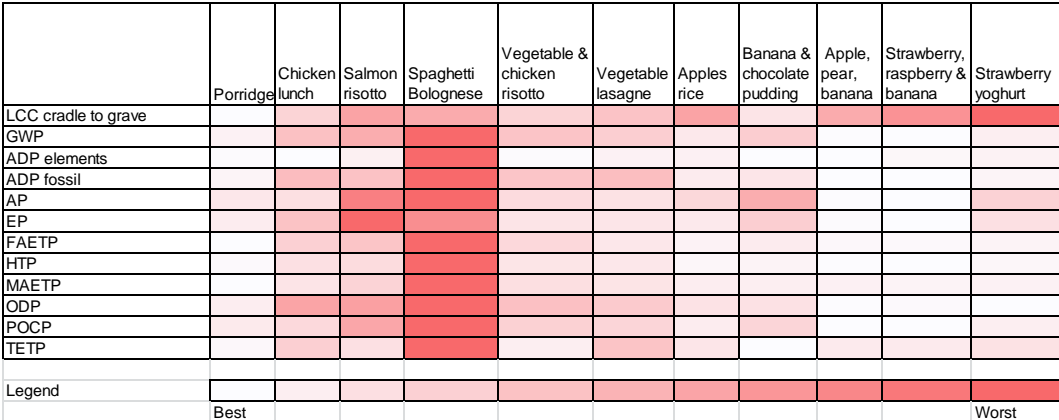 Porridge Chicken lunch Salmon risotto Spaghetti Bolognese Vegetable & chicken risotto Vegetable lasagne Apples rice Banana & chocolate pudding Apple, pear, banana Strawberry, raspberry & banana Strawberry yoghurt
LCC cradle to grave
GWP
ADP elements
ADP fossil
AP
EP
FAETP
HTP
MAETP
ODP
POCP
TETP
Legend
Best Worst